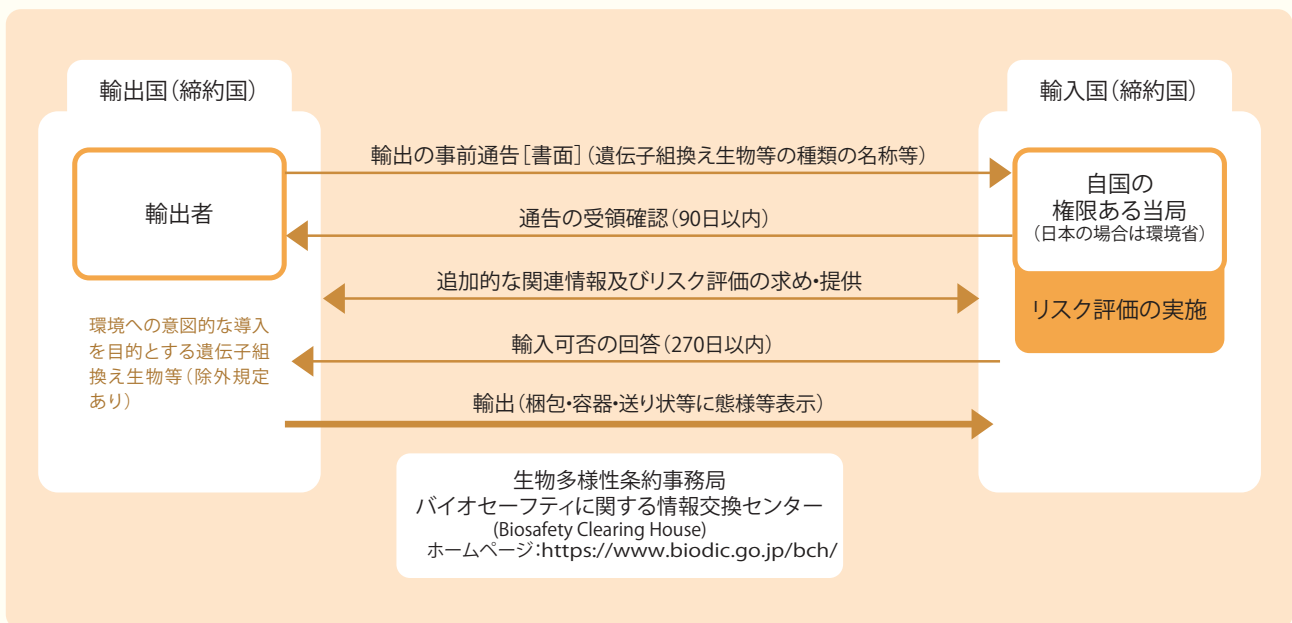 輸出国（締約国）
輸入国（締約国）
輸出の事前通告［書面］（遺伝子組換え生物等の種類の名称等）
輸出者
自国の
権限ある当局
（日本の場合は環境省）
通告の受領確認（90日以内）
追加的な関連情報及びリスク評価の求め・提供
リスク評価の実施
環境への意図的な導入
を目的とする遺伝子組
換え生物等（除外規定
あり）
輸入可否の回答（270日以内）
輸出（梱包・容器・送り状等に態様等表示）
生物多様性条約事務局
バイオセーフティに関する情報交換センター
(Biosafety Clearing House)
ホームページ：https://www.biodic.go.jp/bch/